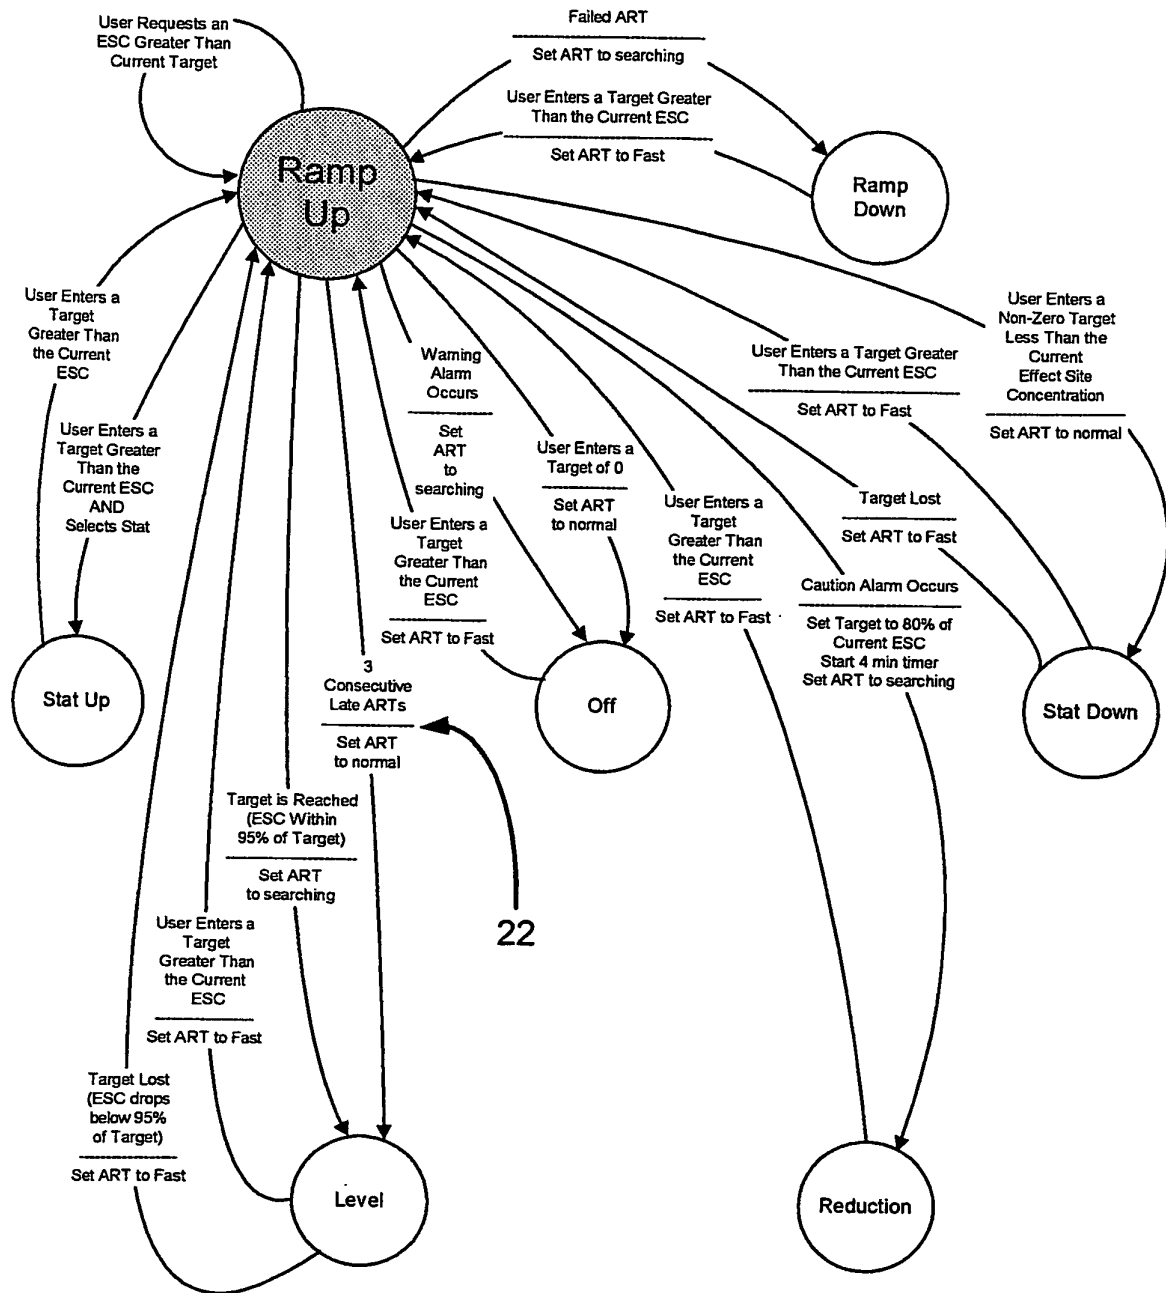 User Requests an
ESC Greater Than
Current Target
Failed ART
Set ART to searching
User Enters a Target Greater
Than the Current ESC
Set ART to Fast
Ramp
Up
Ramp
Down
User Enters a
Target
Greater Than
the Current
ESC
User Enters a
Target Greater
Than the
Current ESC
AND
Selects Stat
Warning
Alarm
Occurs
Set
ART
to
searching
User Enters a
Target of 0
Set ART
to normal
User Enters a
Target
Greater Than
the Current
ESC
Set ART to Fast
User Enters a
Target
Greater Than
the Current
ESC
Set ART to Fast
User Enters a Target Greater
Than the Current ESC
Set ART to Fast
User Enters a
Non-Zero Target
Less Than the
Current
Effect Site
Concentration
Set ART to normal
Target Lost
Set ART to Fast
Caution Alarm Occurs
Set Target to 80% of
Current ESC
Start 4 min timer
Set ART to searching
Stat Up
Off
Stat Down
3
Consecutive
Late ARTs
Set ART
to normal
Target is Reached
(ESC Within
95% of Target)
Set ART
to searching
22
User Enters a
Target
Greater Than
the Current
ESC
Set ART to Fast
Target Lost
(ESC drops
below 95%
of Target)
Set ART to Fast
Level
Reduction